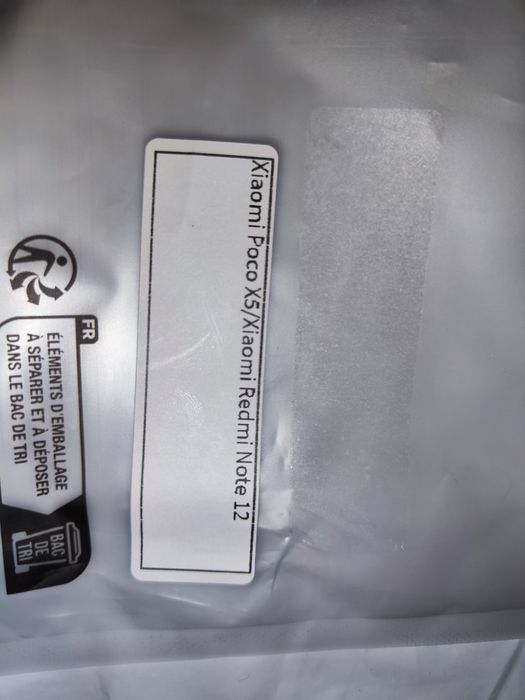 Xiaomi Poco X5/Xiaomi Redmi Note 12
FR
ÉLÉMENTS D'EMBALLAGE
À SÉPARER ET À DÉPOSER
DANS LE BAC DE TRI
BAC
DE
TRI